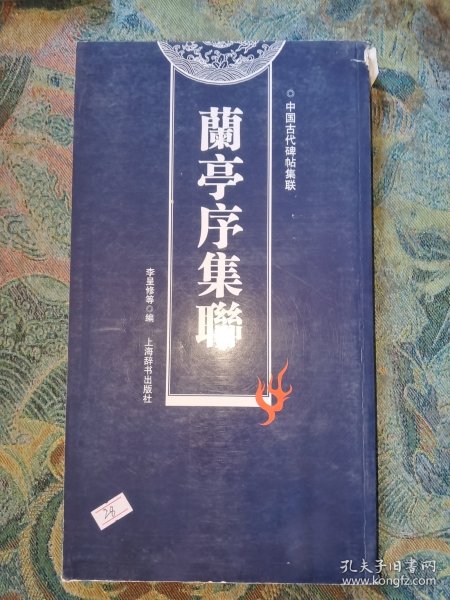 ◎中国古代碑帖集联
蘭亭序集聯
李星修等◎编 上海辞书出版社
28
孔夫子旧书网
www.kongfz.com